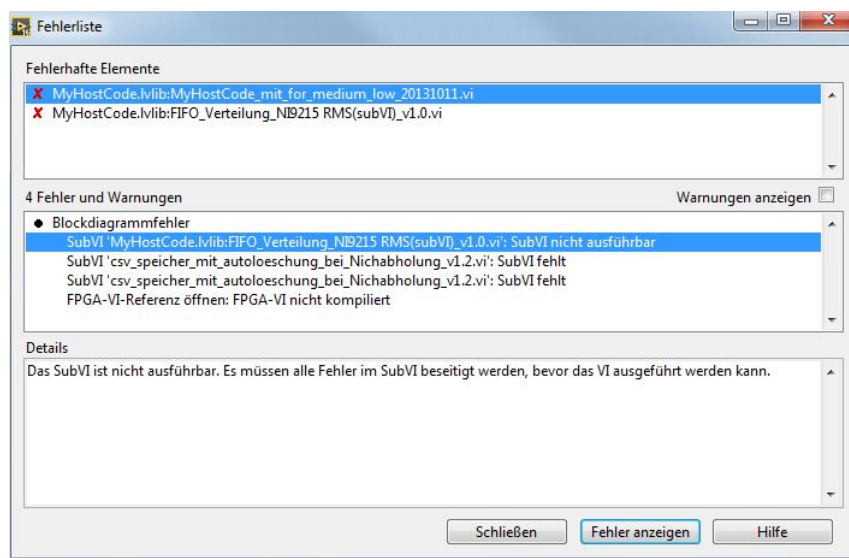 Fehlerliste
Fehlerhafte Elemente
MyHostCode.lvlib:MyHostCode_mit_for_medium_low_20131011.vi
MyHostCode.lvlib:FIFO_Verteilung_NI9215 RMS(subVI)_v1.0.vi
4 Fehler und Warnungen
Warnungen anzeigen
Blockdiagrammfehler
SubVI 'MyHostCode.lvlib:FIFO_Verteilung_NI9215 RMS(subVI)_v1.0.vi': SubVI nicht ausführbar
SubVI 'csv_speicher_mit_autoloeschung_bei_Nichabholung_v1.2.vi': SubVI fehlt
SubVI 'csv_speicher_mit_autoloeschung_bei_Nichabholung_v1.2.vi': SubVI fehlt
FPGA-VI-Referenz öffnen: FPGA-VI nicht kompiliert
Details
Das SubVI ist nicht ausführbar. Es müssen alle Fehler im SubVI beseitigt werden, bevor das VI ausgeführt werden kann.
Schließen
Fehler anzeigen
Hilfe